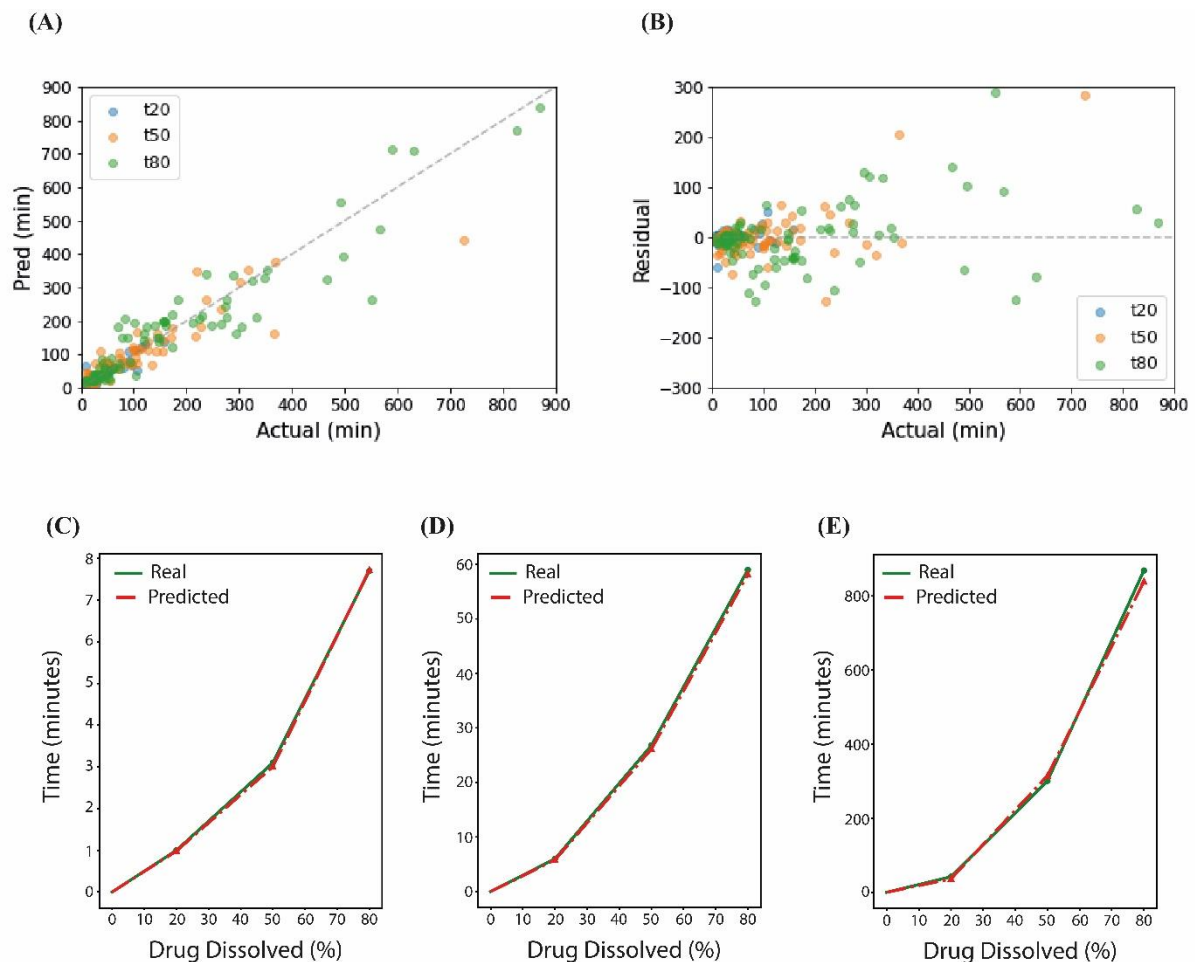 (A)
900
800
700
600
500
400
300
200
100
0
Pred (min)
t20
t50
t80
0 100 200 300 400 500 600 700 800 900
Actual (min)
(B)
300
200
100
0
−100
−200
−300
Residual
t20
t50
t80
0 100 200 300 400 500 600 700 800 900
Actual (min)
(C)
8
7
6
5
4
3
2
1
0
Time (minutes)
Real
Predicted
0 10 20 30 40 50 60 70 80
Drug Dissolved (%)
(D)
60
50
40
30
20
10
0
Time (minutes)
Real
Predicted
0 10 20 30 40 50 60 70 80
Drug Dissolved (%)
(E)
800
600
400
200
0
Time (minutes)
Real
Predicted
0 10 20 30 40 50 60 70 80
Drug Dissolved (%)